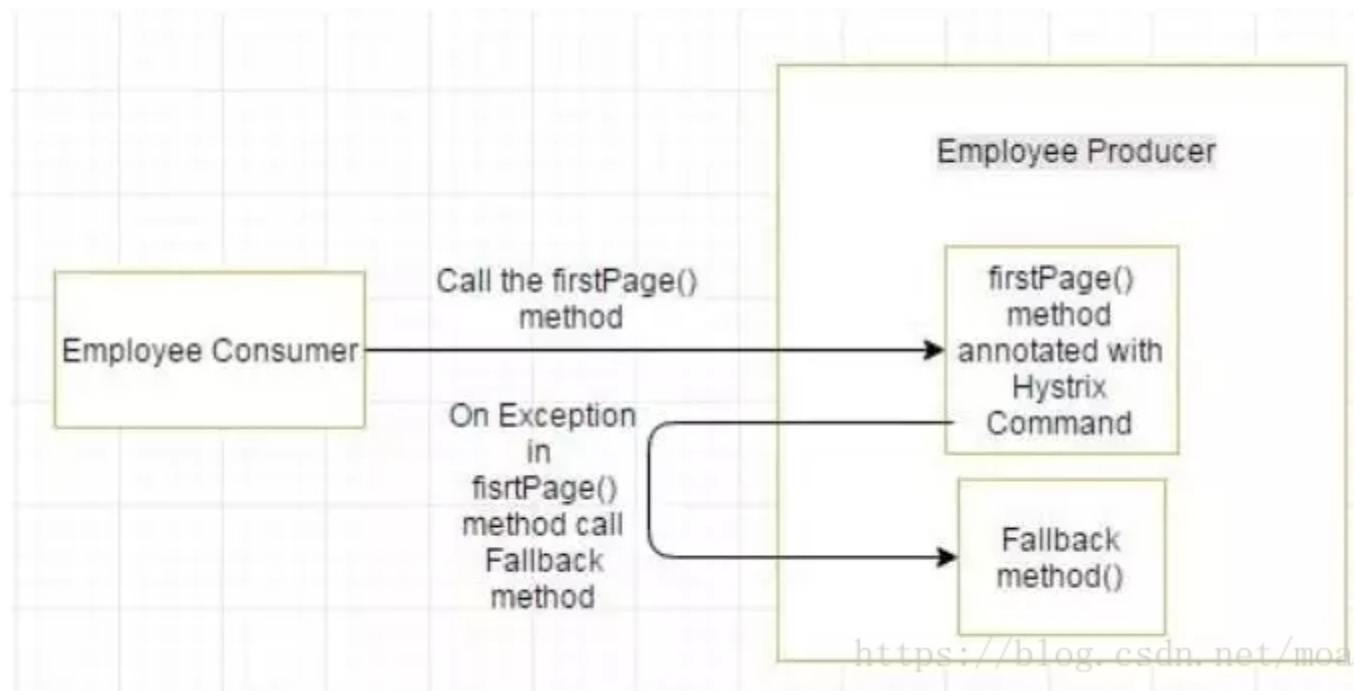 Employee Producer
Employee Consumer
Call the firstPage()
method
firstPage()
method
annotated with
Hystrix
Command
On Exception
in
fisrtPage()
method call
Fallback
method
Fallback
method()
https://blog.csdn.net/moa